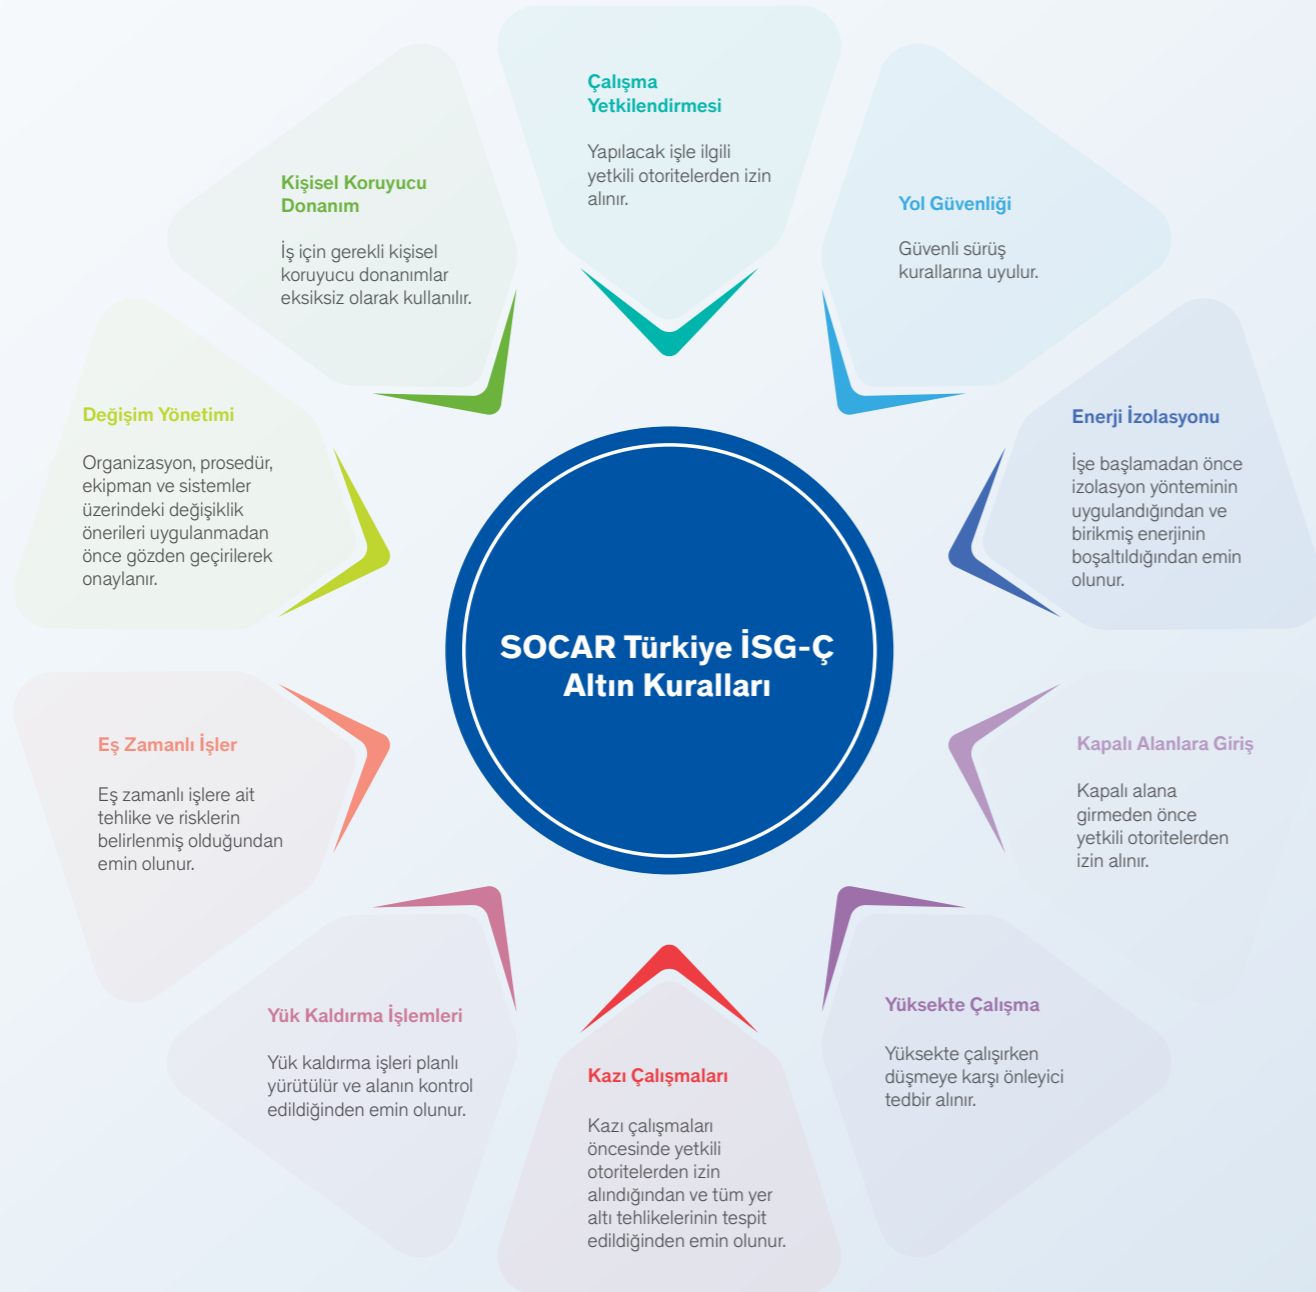 Çalışma
Yetkilendirmesi
Yapılacak işle ilgili
yetkili otoritelerden izin
alınır.
Yol Güvenliği
Güvenli sürüş
kurallarına uyulur.
Enerji İzolasyonu
İşe başlamadan önce
izolasyon yönteminin
uygulandığından ve
birikmiş enerjinin
boşaltıldığından emin
olunur.
Kapalı Alanlara Giriş
Kapalı alana
girmeden önce
yetkili otoritelerden
izin alınır.
Yüksekte Çalışma
Yüksekte çalışırken
düşmeye karşı önleyici
tedbir alınır.
Kazı Çalışmaları
Kazı çalışmaları
öncesinde yetkili
otoritelerden izin
alındığından ve tüm yer
altı tehlikelerinin tespit
edildiğinden emin olunur.
Yük Kaldırma İşlemleri
Yük kaldırma işleri planlı
yürütülür ve alanın kontrol
edildiğinden emin olunur.
Eş Zamanlı İşler
Eş zamanlı işlere ait
tehlike ve risklerin
belirlenmiş olduğundan
emin olunur.
Değişim Yönetimi
Organizasyon, prosedür,
ekipman ve sistemler
üzerindeki değişiklik
önerileri uygulanmadan
önce gözden geçirilerek
onaylanır.
Kişisel Koruyucu
Donanım
İş için gerekli kişisel
koruyucu donanımlar
eksiksiz olarak kullanılır.
SOCAR Türkiye İSG-Ç
Altın Kuralları